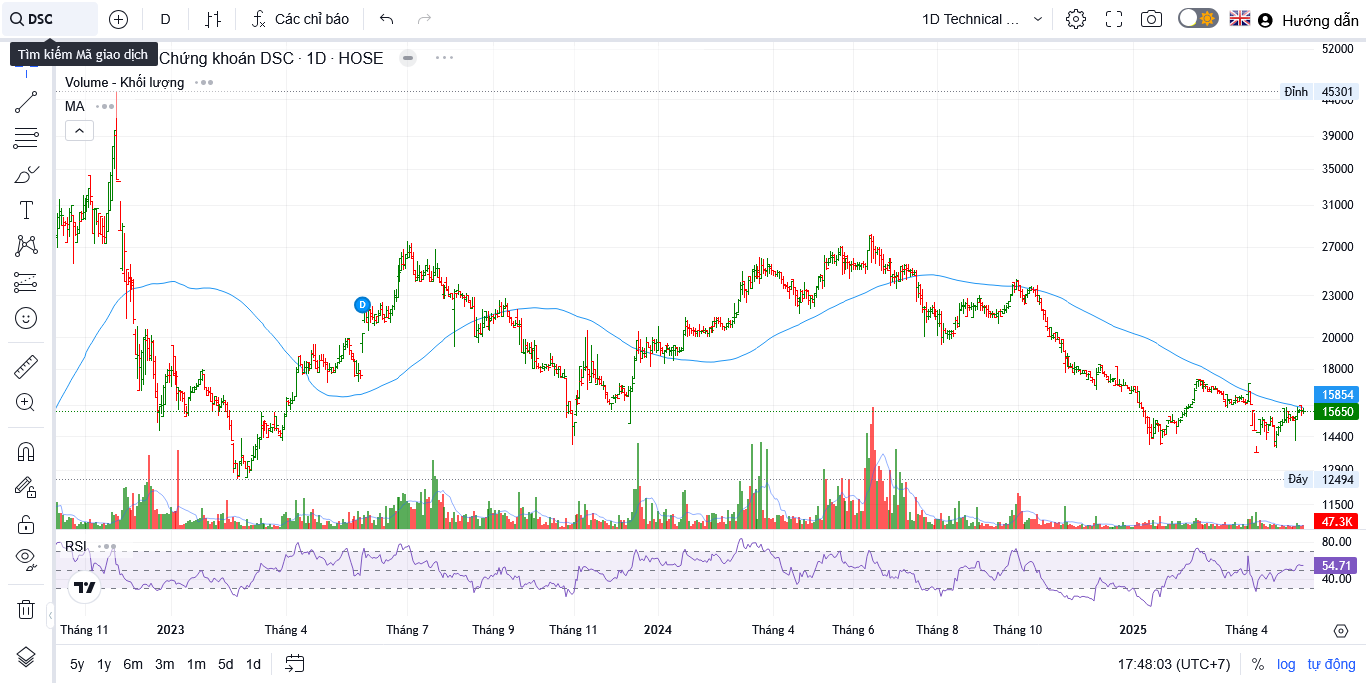 DSC
D
Các chỉ báo
1D Technical ...
Hướng dẫn
Tìm kiếm Mã giao dịch
Chứng khoán DSC · 1D · HOSE
Volume - Khối lượng
MA
52000
Đỉnh 45301
44000
39000
35000
31000
27000
23000
20000
18000
15854
15650
14400
12900
Đáy 12494
11500
47.3K
D
RSI
80.00
54.71
40.00
Tháng 11 2023 Tháng 4 Tháng 7 Tháng 9 Tháng 11 2024 Tháng 4 Tháng 6 Tháng 8 Tháng 10 2025 Tháng 4
5y 1y 6m 3m 1m 5d 1d
17:48:03 (UTC+7) % log tự động